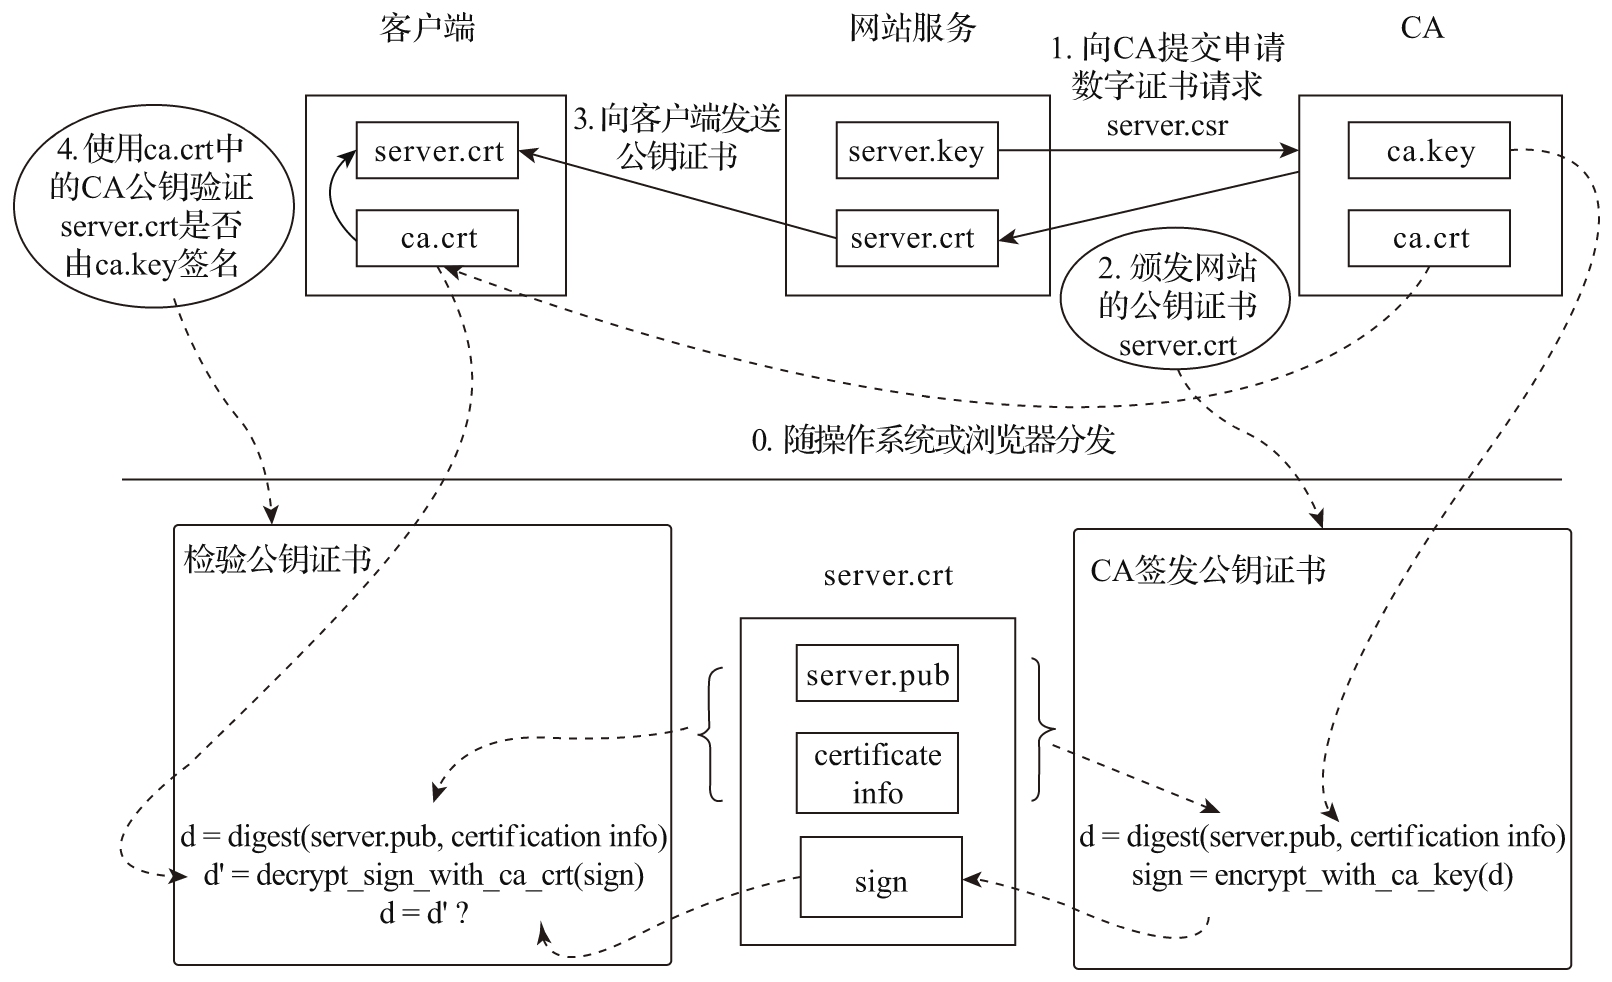 客户端
网站服务
CA
1. 向CA提交申请
数字证书请求
server.csr
3. 向客户端发送
公钥证书
4. 使用ca.crt中
的CA公钥验证
server.crt是否
由ca.key签名
server.crt
ca.crt
server.key
server.crt
ca.key
ca.crt
2. 颁发网站
的公钥证书
server.crt
0. 随操作系统或浏览器分发
检验公钥证书
d = digest(server.pub, certification info)
d' = decrypt_sign_with_ca_crt(sign)
d = d' ?
server.crt
server.pub
certificate
info
sign
CA签发公钥证书
d = digest(server.pub, certification info)
sign = encrypt_with_ca_key(d)